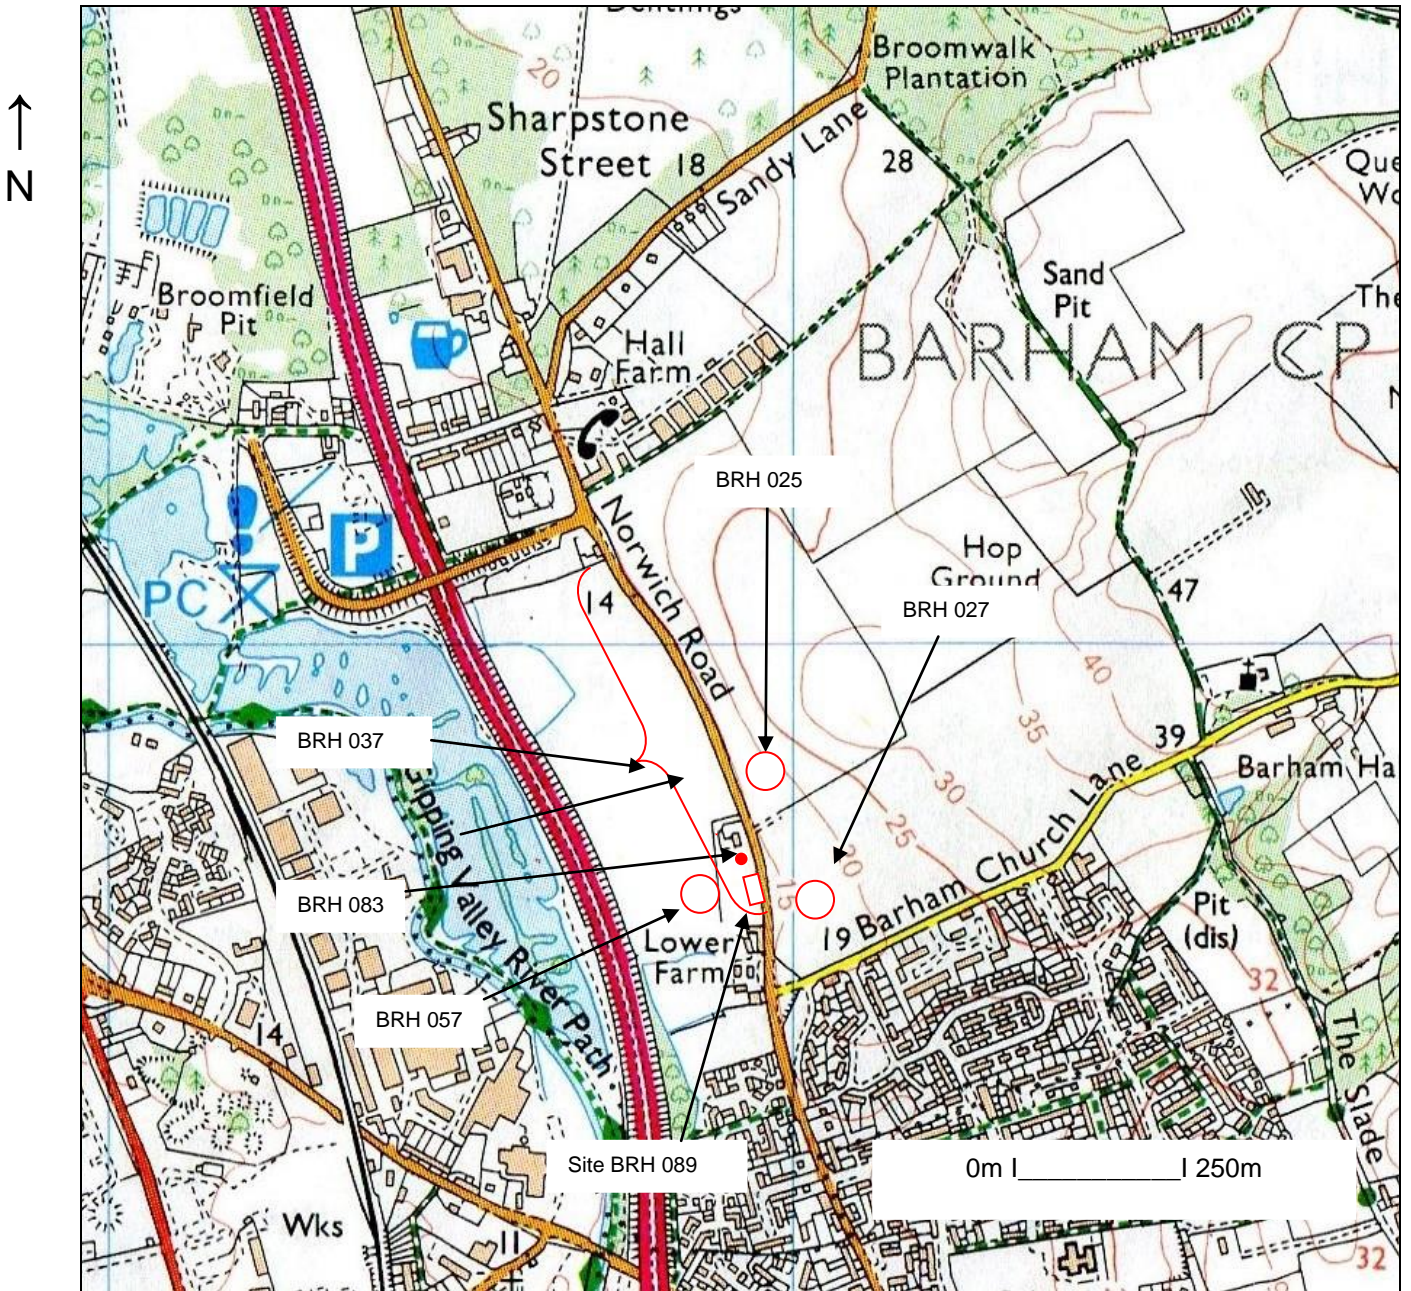 N
20
Broomwalk
Plantation
Sharpstone
Street 18
Sandy Lane
28
Broomfield
Pit
Sand
Pit
Hall
Farm
BARHAM CP
BRH 025
Norwich Road
P
PC
14
Hop
Ground
BRH 027
47
40
35
39
30
25
20
15
BRH 037
Barham Ha
Barham Church Lane
19
BRH 083
Gipping Valley River Path
Pit
(dis)
Lower
Farm
32
BRH 057
14
The Slade
Site BRH 089
0m I___________I 250m
Wks
11
32